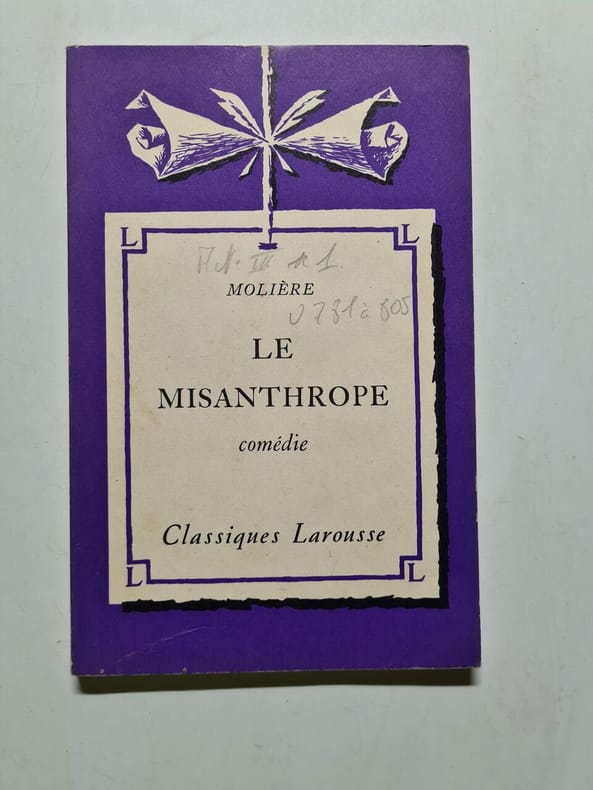 L L
Act III sc 1.
MOLIÈRE
v 781 à 805
LE
MISANTHROPE
comédie
Classiques Larousse
L L